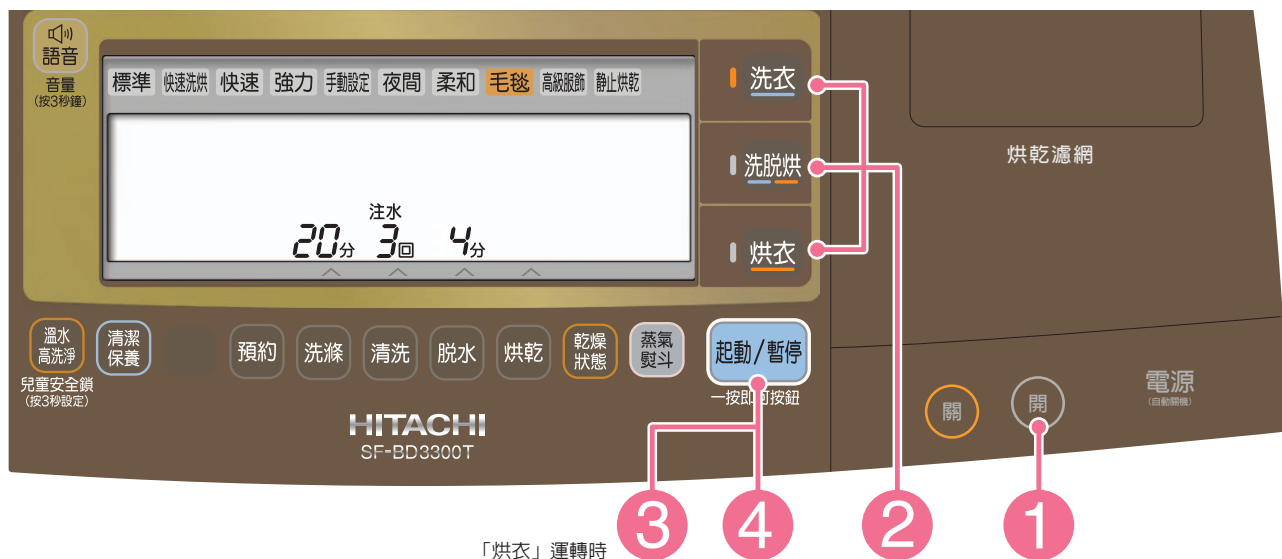 語音
音量
(按3秒鐘)
標準 快速洗烘 快速 強力 手動設定 夜間 柔和 毛毯 高級服飾 靜止烘乾
注水
20分 3回 4分
洗衣
洗脱烘
烘衣
烘乾濾網
溫水
高洗淨
兒童安全鎖
(按3秒設定)
清潔
保養
預約 洗滌 清洗 脱水 烘乾
乾燥
狀態
蒸氣
熨斗
起動/暫停
一按即可按鈕
關
開
電源
(自動關機)
HITACHI
SF-BD3300T
3 4 2 1
「烘衣」運轉時